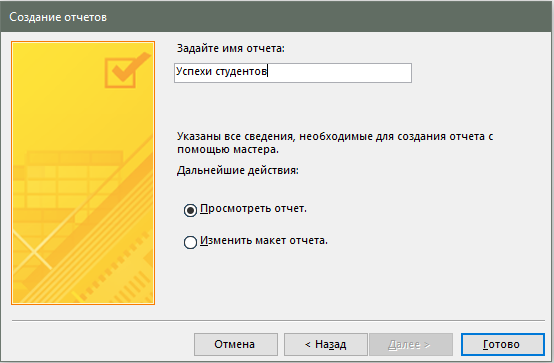 Создание отчетов
Задайте имя отчета:
Успехи студентов
Указаны все сведения, необходимые для создания отчета с
помощью мастера.
Дальнейшие действия:
Просмотреть отчет.
Изменить макет отчета.
Отмена
< Назад
Далее >
Готово